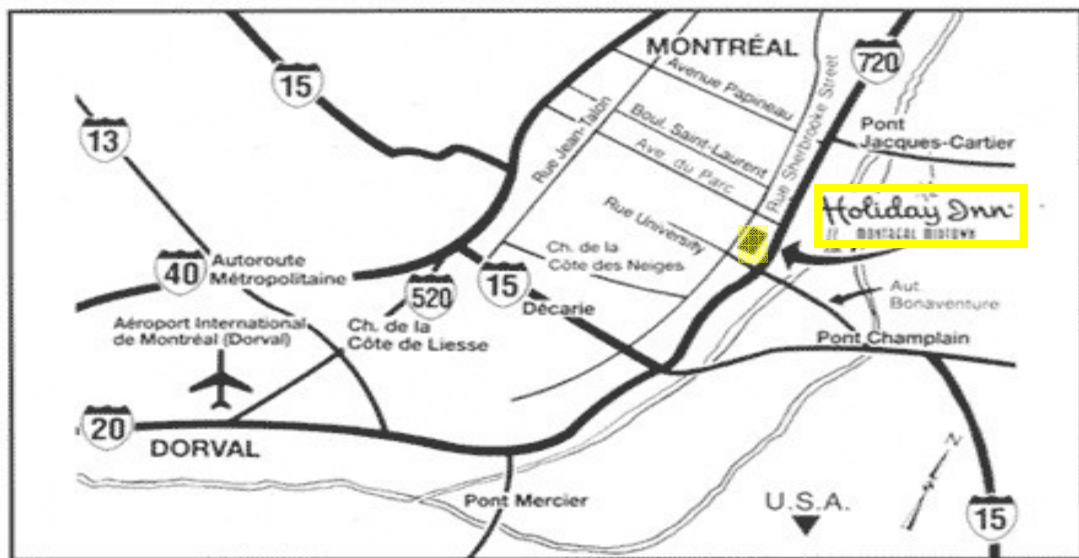 MONTRÉAL
720
15
Avenue Papineau
13
Rue Jean-Talon
Boul. Saint-Laurent
Rue Sherbrooke Street
Pont
Jacques-Cartier
Ave du Parc
Holiday Inn
MONTREAL MIDTOWN
Rue University
Ch. de la
Côte des Neiges
40
Autoroute
Métropolitaine
520
15
Décarie
Aut.
Bonaventure
Aéroport International
de Montréal (Dorval)
Ch. de la
Côte de Liesse
Pont Champlain
20
DORVAL
Pont Mercier
U.S.A.
N
15